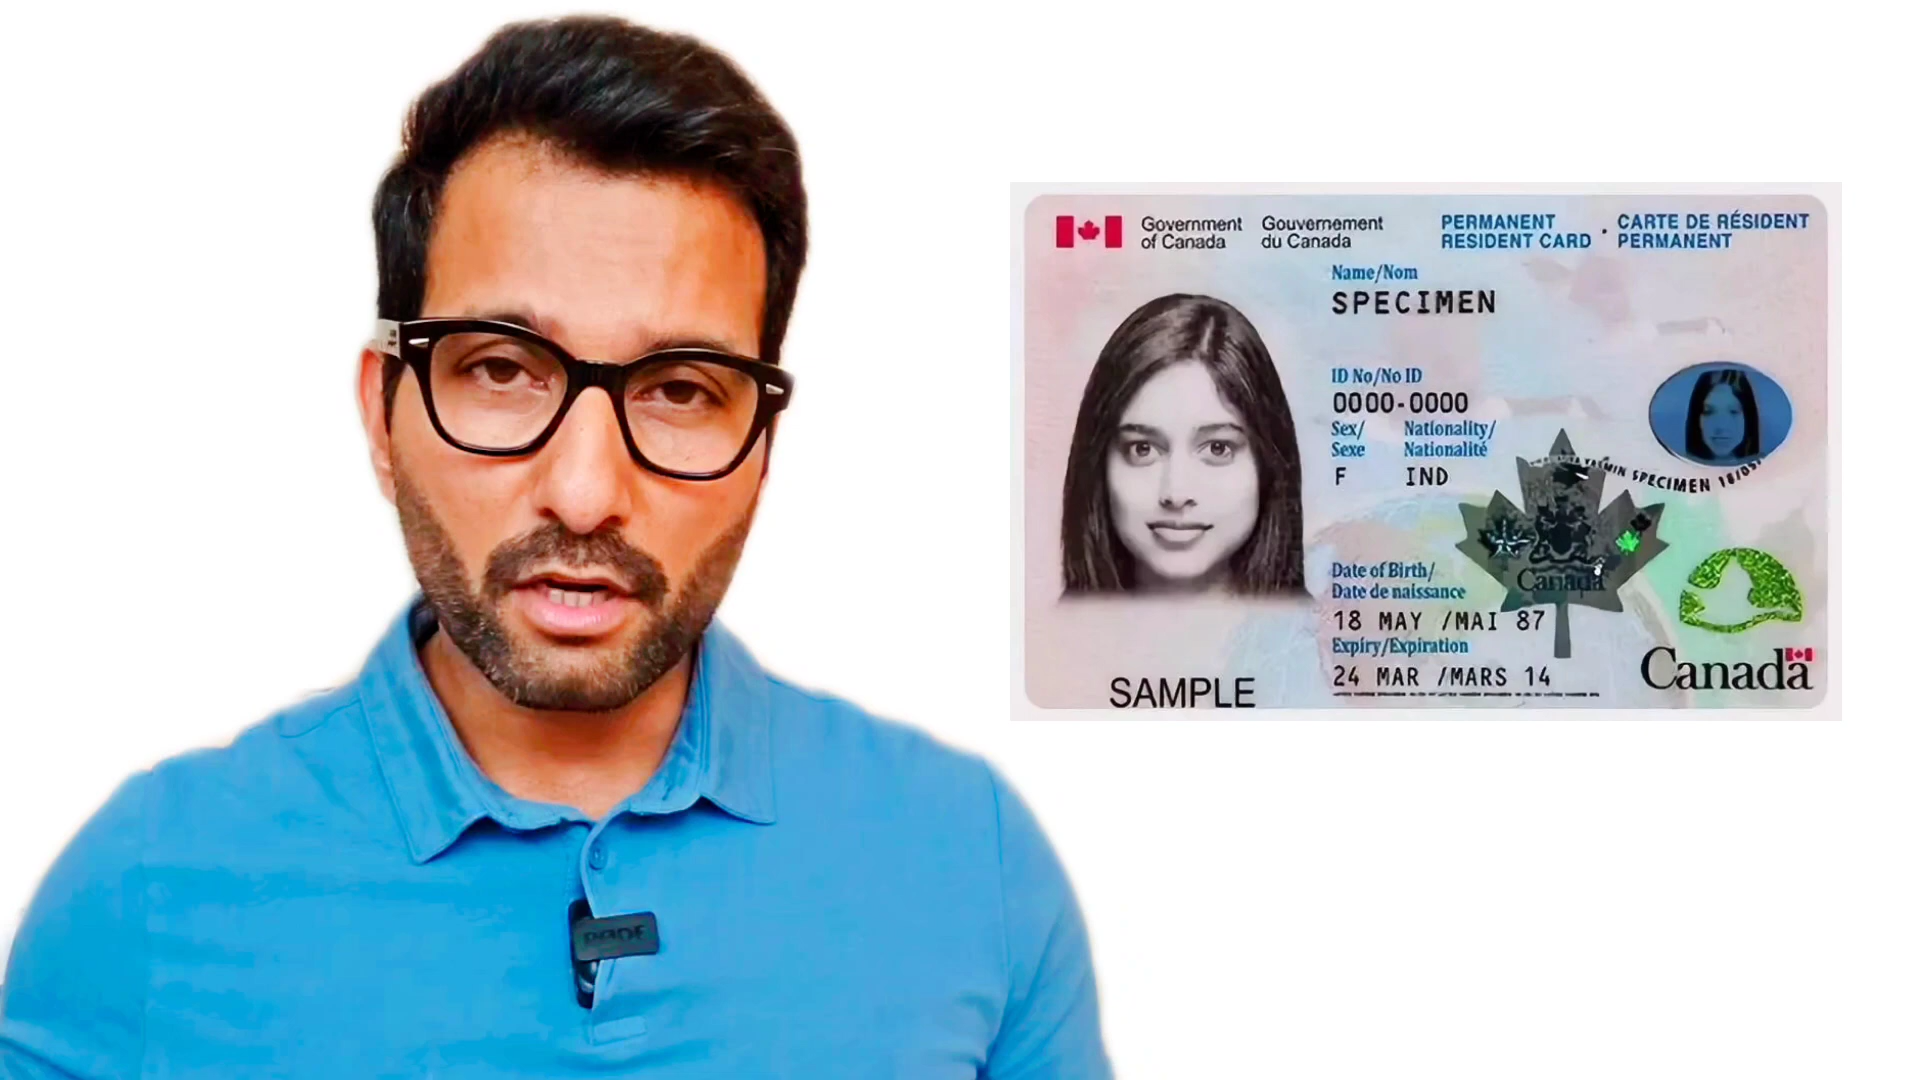 Government
of Canada
Gouvernement
du Canada
PERMANENT
RESIDENT CARD
·
CARTE DE RÉSIDENT
PERMANENT
Name/Nom
SPECIMEN
ID No/No ID
0000-0000
Sex/
Sexe
Nationality/
Nationalité
F
IND
SPECIMEN
Canada
Date of Birth/
Date de naissance
18 MAY /MAI 87
Expiry/Expiration
24 MAR /MARS 14
Canada
SAMPLE
RODE